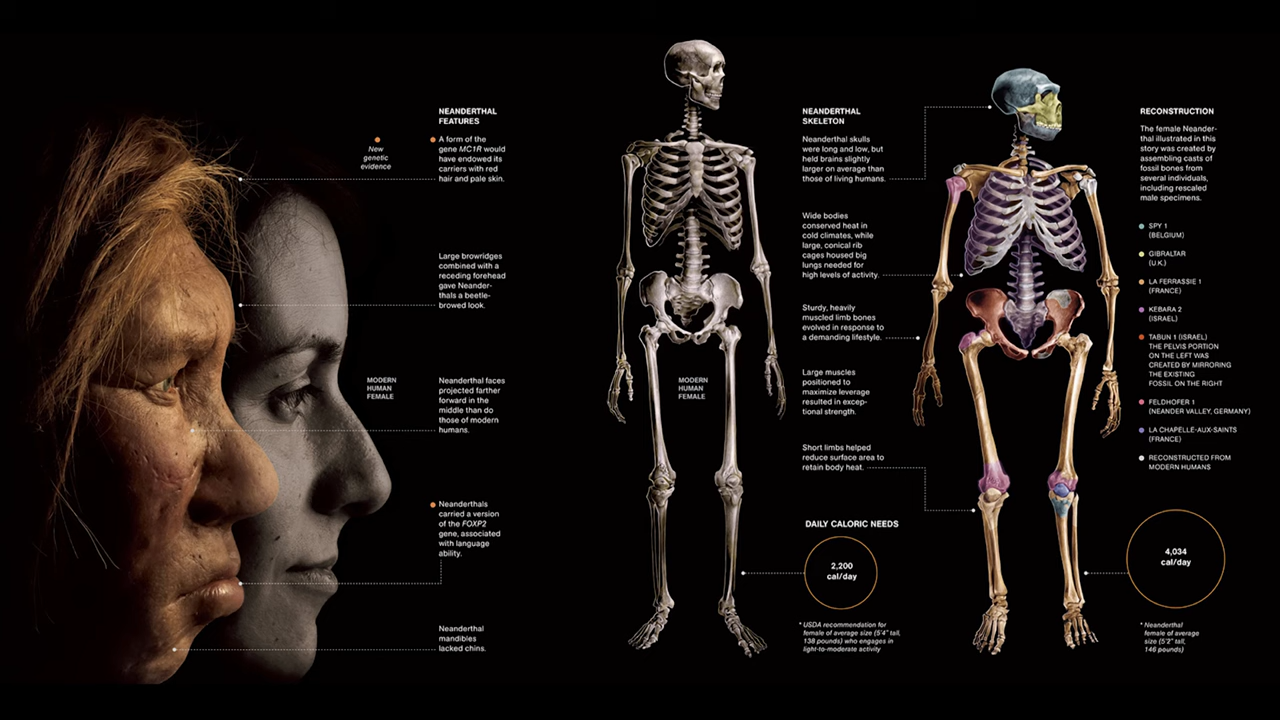 NEANDERTHAL
FEATURES
New
genetic
evidence
A form of the
gene MC1R would
have endowed its
carriers with red
hair and pale skin.
Large browridges
combined with a
receding forehead
gave Neander-
thals a beetle-
browed look.
MODERN
HUMAN
FEMALE
Neanderthal faces
projected farther
forward in the
middle than do
those of modern
humans.
Neanderthals
carried a version
of the FOXP2
gene, associated
with language
ability.
Neanderthal
mandibles
lacked chins.
MODERN
HUMAN
FEMALE
NEANDERTHAL
SKELETON
Neanderthal skulls
were long and low, but
held brains slightly
larger on average than
those of living humans.
Wide bodies
conserved heat in
cold climates, while
large, conical rib
cages housed big
lungs needed for
high levels of activity.
Sturdy, heavily
muscled limb bones
evolved in response to
a demanding lifestyle.
Large muscles
positioned to
maximize leverage
resulted in excep-
tional strength.
Short limbs helped
reduce surface area to
retain body heat.
DAILY CALORIC NEEDS
2,200
cal/day
* USDA recommendation for
female of average size (5'4" tall,
138 pounds) who engages in
light-to-moderate activity
RECONSTRUCTION
The female Neander-
thal illustrated in this
story was created by
assembling casts of
fossil bones from
several individuals,
including rescaled
male specimens.
SPY 1
(BELGIUM)
GIBRALTAR
(U.K.)
LA FERRASSIE 1
(FRANCE)
KEBARA 2
(ISRAEL)
TABUN 1 (ISRAEL)
THE PELVIS PORTION
ON THE LEFT WAS
CREATED BY MIRRORING
THE EXISTING
FOSSIL ON THE RIGHT
FELDHOFER 1
(NEANDER VALLEY, GERMANY)
LA CHAPELLE-AUX-SAINTS
(FRANCE)
RECONSTRUCTED FROM
MODERN HUMANS
4,034
cal/day
* Neanderthal
female of average
size (5'2" tall,
146 pounds)